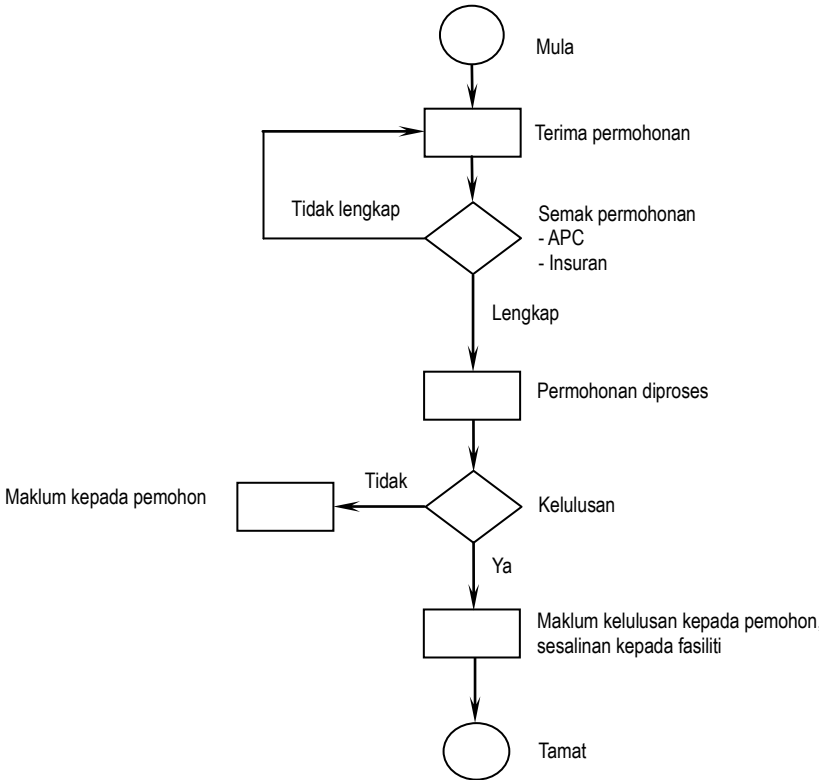 Mula
Terima permohonan
Tidak lengkap
Semak permohonan
- APC
- Insuran
Lengkap
Permohonan diproses
Tidak
Maklum kepada pemohon
Kelulusan
Ya
Maklum kelulusan kepada pemohon
sesalinan kepada fasiliti
Tamat